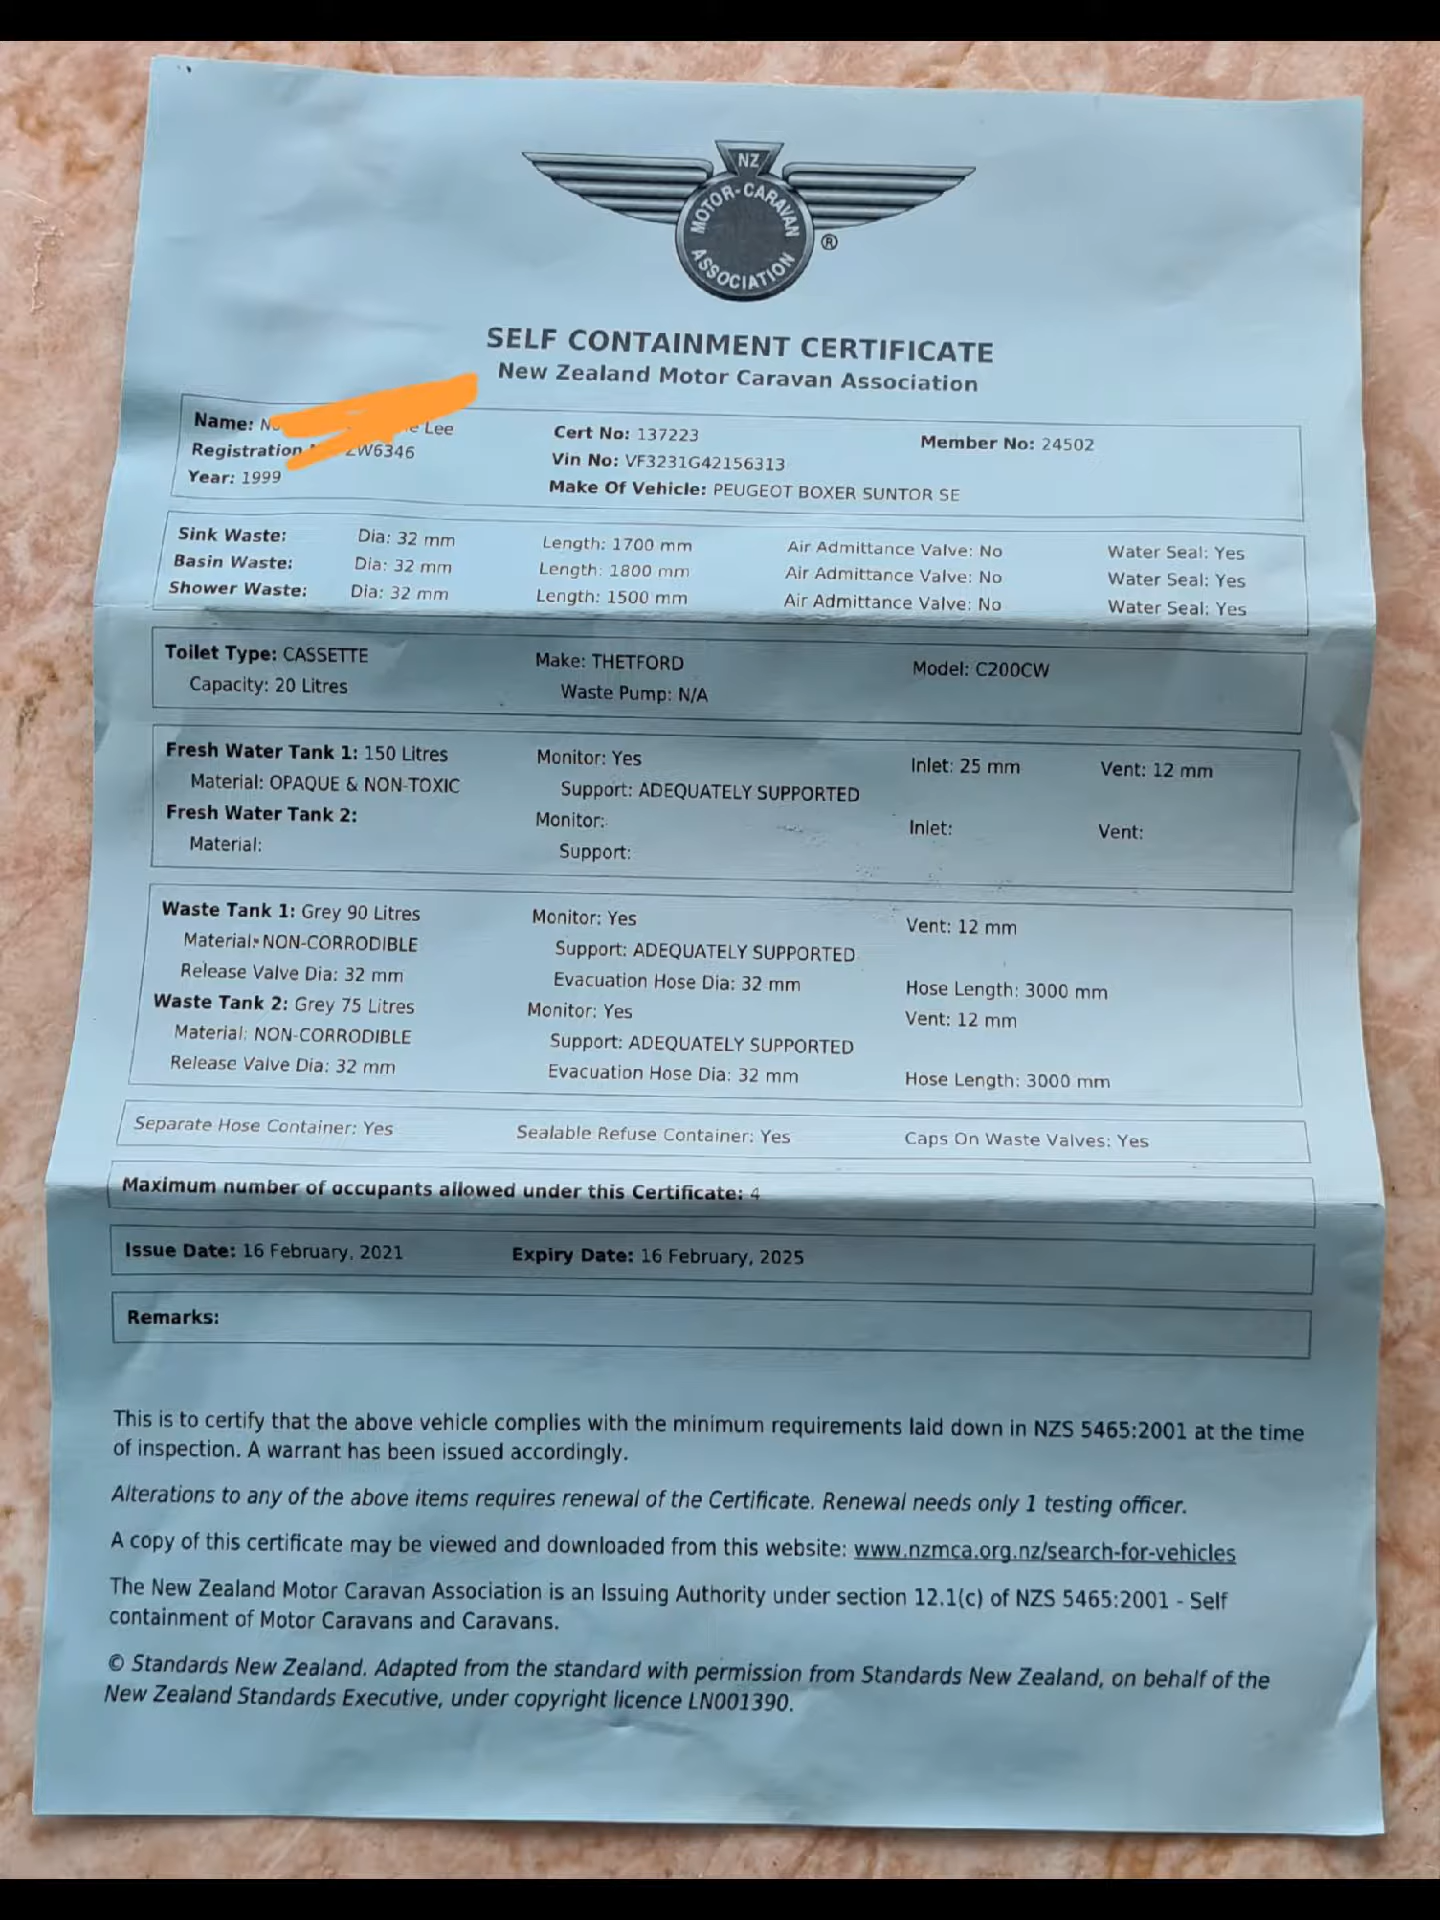 NZ
MOTOR-CARAVAN
ASSOCIATION
®
SELF CONTAINMENT CERTIFICATE
New Zealand Motor Caravan Association
Name: Lee Cert No: 137223 Member No: 24502
Registration ZW6346 Vin No: VF3231G42156313
Year: 1999 Make Of Vehicle: PEUGEOT BOXER SUNTOR SE
Sink Waste: Dia: 32 mm Length: 1700 mm Air Admittance Valve: No Water Seal: Yes
Basin Waste: Dia: 32 mm Length: 1800 mm Air Admittance Valve: No Water Seal: Yes
Shower Waste: Dia: 32 mm Length: 1500 mm Air Admittance Valve: No Water Seal: Yes
Toilet Type: CASSETTE Make: THETFORD Model: C200CW
Capacity: 20 Litres Waste Pump: N/A
Fresh Water Tank 1: 150 Litres Monitor: Yes Inlet: 25 mm Vent: 12 mm
Material: OPAQUE & NON-TOXIC Support: ADEQUATELY SUPPORTED
Fresh Water Tank 2: Monitor: Inlet: Vent:
Material: Support:
Waste Tank 1: Grey 90 Litres Monitor: Yes Vent: 12 mm
Material: NON-CORRODIBLE Support: ADEQUATELY SUPPORTED
Release Valve Dia: 32 mm Evacuation Hose Dia: 32 mm Hose Length: 3000 mm
Waste Tank 2: Grey 75 Litres Monitor: Yes Vent: 12 mm
Material: NON-CORRODIBLE Support: ADEQUATELY SUPPORTED
Release Valve Dia: 32 mm Evacuation Hose Dia: 32 mm Hose Length: 3000 mm
Separate Hose Container: Yes Sealable Refuse Container: Yes Caps On Waste Valves: Yes
Maximum number of occupants allowed under this Certificate: 4
Issue Date: 16 February, 2021 Expiry Date: 16 February, 2025
Remarks:
This is to certify that the above vehicle complies with the minimum requirements laid down in NZS 5465:2001 at the time
of inspection. A warrant has been issued accordingly.
Alterations to any of the above items requires renewal of the Certificate. Renewal needs only 1 testing officer.
A copy of this certificate may be viewed and downloaded from this website: www.nzmca.org.nz/search-for-vehicles
The New Zealand Motor Caravan Association is an Issuing Authority under section 12.1(c) of NZS 5465:2001 - Self
containment of Motor Caravans and Caravans.
© Standards New Zealand. Adapted from the standard with permission from Standards New Zealand, on behalf of the
New Zealand Standards Executive, under copyright licence LN001390.